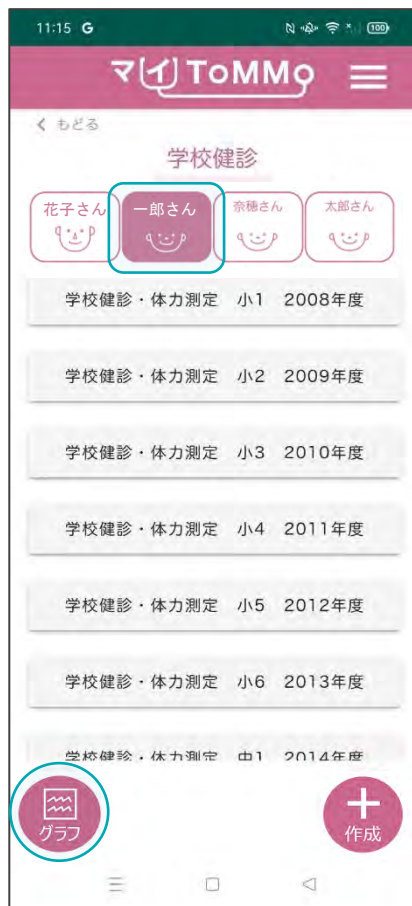 11:15 G 100
マイToMMo
もどる
学校健診
花子さん 一郎さん 奈穂さん 太郎さん
学校健診・体力測定 小1 2008年度
学校健診・体力測定 小2 2009年度
学校健診・体力測定 小3 2010年度
学校健診・体力測定 小4 2011年度
学校健診・体力測定 小5 2012年度
学校健診・体力測定 小6 2013年度
学校健診・体力測定 中1 2014年度
グラフ
作成